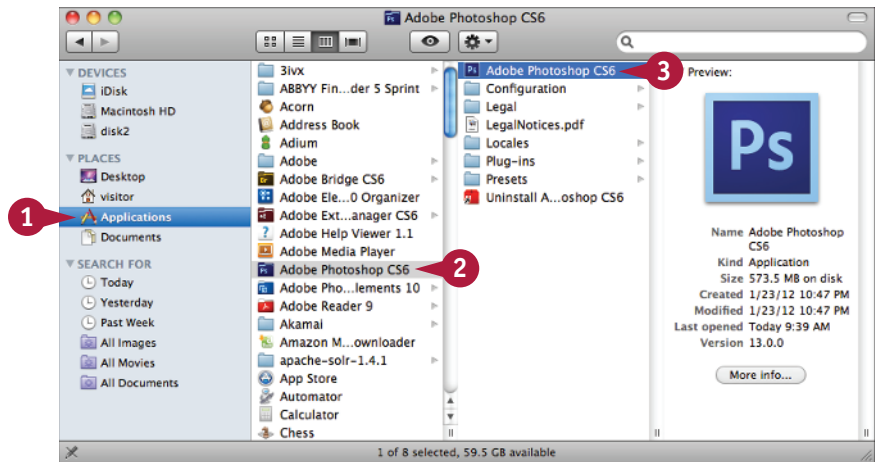 Adobe Photoshop CS6
DEVICES
iDisk
Macintosh HD
disk2
PLACES
Desktop
visitor
1
Applications
Documents
SEARCH FOR
Today
Yesterday
Past Week
All Images
All Movies
All Documents
3ivx
ABBYY Fin...der 5 Sprint
Acorn
Address Book
Adium
Adobe
Adobe Bridge CS6
Adobe Ele...0 Organizer
Adobe Ext...anager CS6
Adobe Help Viewer 1.1
Adobe Media Player
Adobe Photoshop CS6
2
Adobe Pho...lements 10
Adobe Reader 9
Akamai
Amazon M...ownloader
apache-solr-1.4.1
App Store
Automator
Calculator
Chess
Ps Adobe Photoshop CS6
3
Configuration
Legal
LegalNotices.pdf
Locales
Plug-ins
Presets
Uninstall A...oshop CS6
Preview:
Ps
Name Adobe Photoshop
CS6
Kind Application
Size 573.5 MB on disk
Created 1/23/12 10:47 PM
Modified 1/23/12 10:47 PM
Last opened Today 9:39 AM
Version 13.0.0
More info...
1 of 8 selected, 59.5 GB available